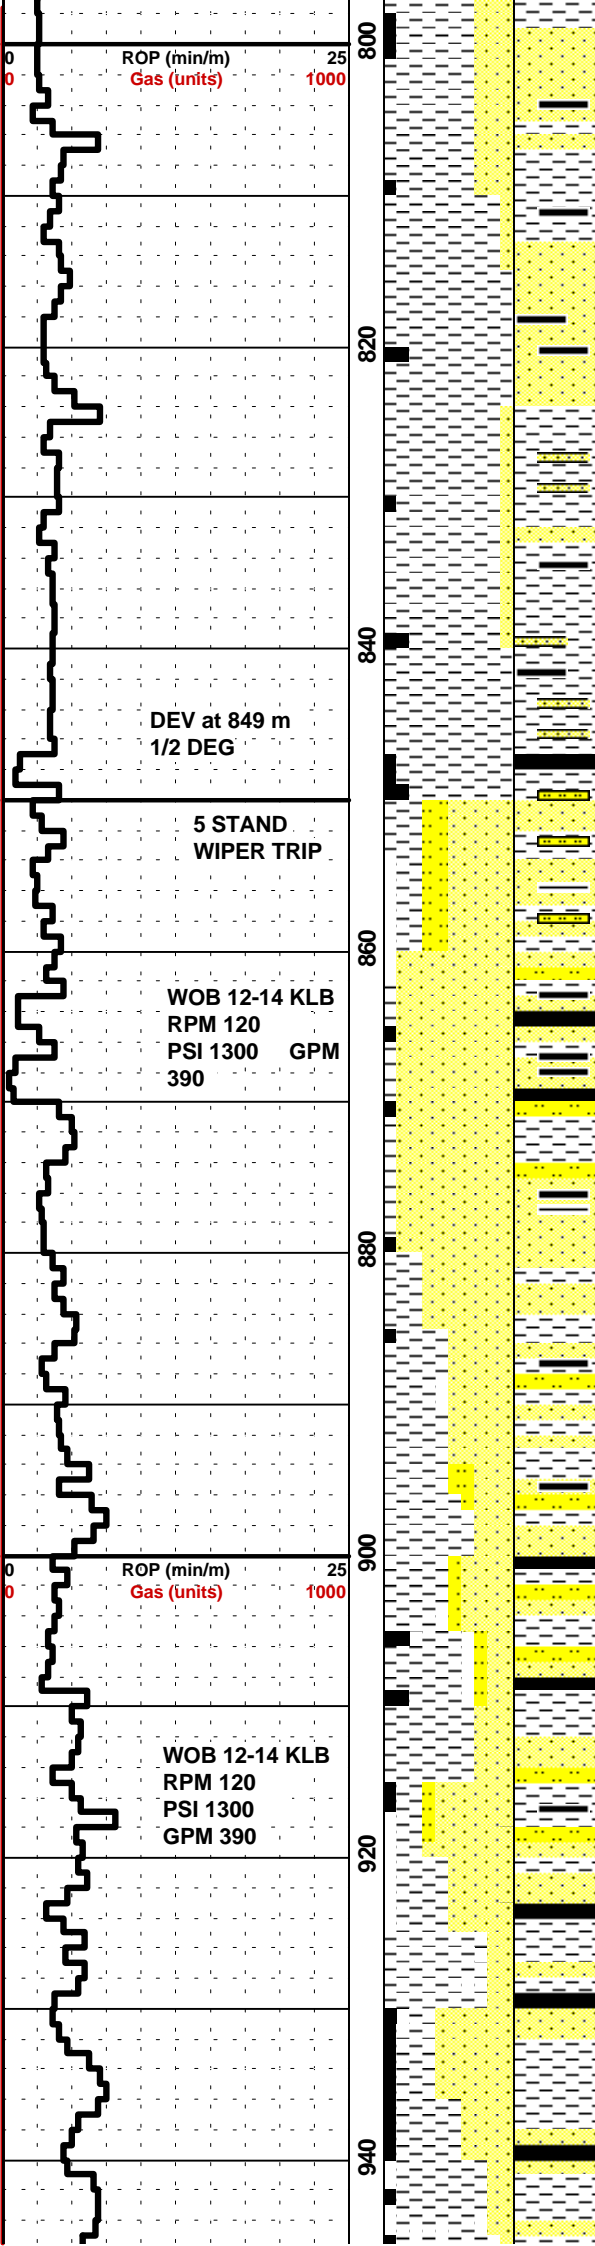 0 ROP (min/m) 25
0 Gas (units) 1000
800
820
840
DEV at 849 m
1/2 DEG
5 STAND
WIPER TRIP
860
WOB 12-14 KLB
RPM 120
PSI 1300 GPM
390
880
900
0 ROP (min/m) 25
0 Gas (units) 1000
WOB 12-14 KLB
RPM 120
PSI 1300
GPM 390
920
940